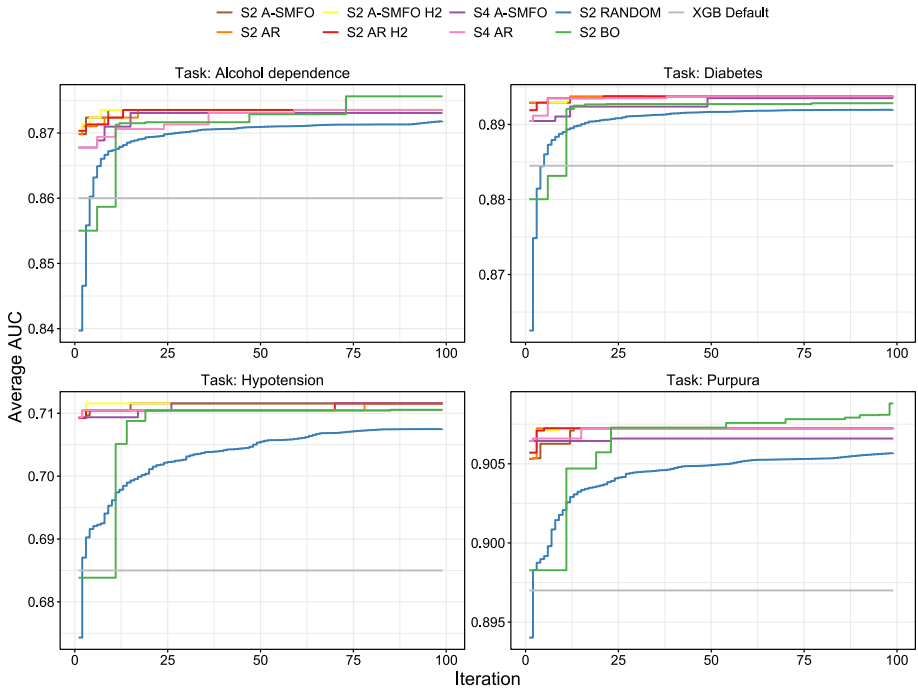 S2 A-SMFO S2 A-SMFO H2 S4 A-SMFO S2 RANDOM XGB Default
S2 AR S2 AR H2 S4 AR S2 BO
Task: Alcohol dependence
0.87
0.86
0.85
0.84
0 25 50 75 100
Task: Diabetes
0.89
0.88
0.87
0 25 50 75 100
Task: Hypotension
0.71
0.70
0.69
0.68
0 25 50 75 100
Task: Purpura
0.905
0.900
0.895
0 25 50 75 100
Average AUC
Iteration